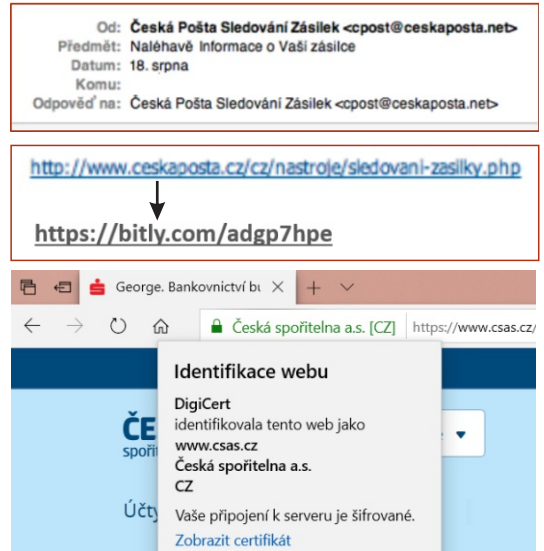 Od: Česká Pošta Sledování Zásilek <cpost@ceskaposta.net>
Předmět: Naléhavě Informace o Vaší zásilce
Datum: 18. srpna
Komu:
Odpověď na: Česká Pošta Sledování Zásilek <cpost@ceskaposta.net>
http://www.ceskaposta.cz/cz/nastroje/sledovani-zasilky.php
https://bitly.com/adgp7hpe
George. Bankovnictví bu
Česká spořitelna a.s. [CZ] https://www.csas.cz/
Identifikace webu
DigiCert
identifikovala tento web jako
www.csas.cz
Česká spořitelna a.s.
CZ
ČE
spořit
Účty
Vaše připojení k serveru je šifrované.
Zobrazit certifikát